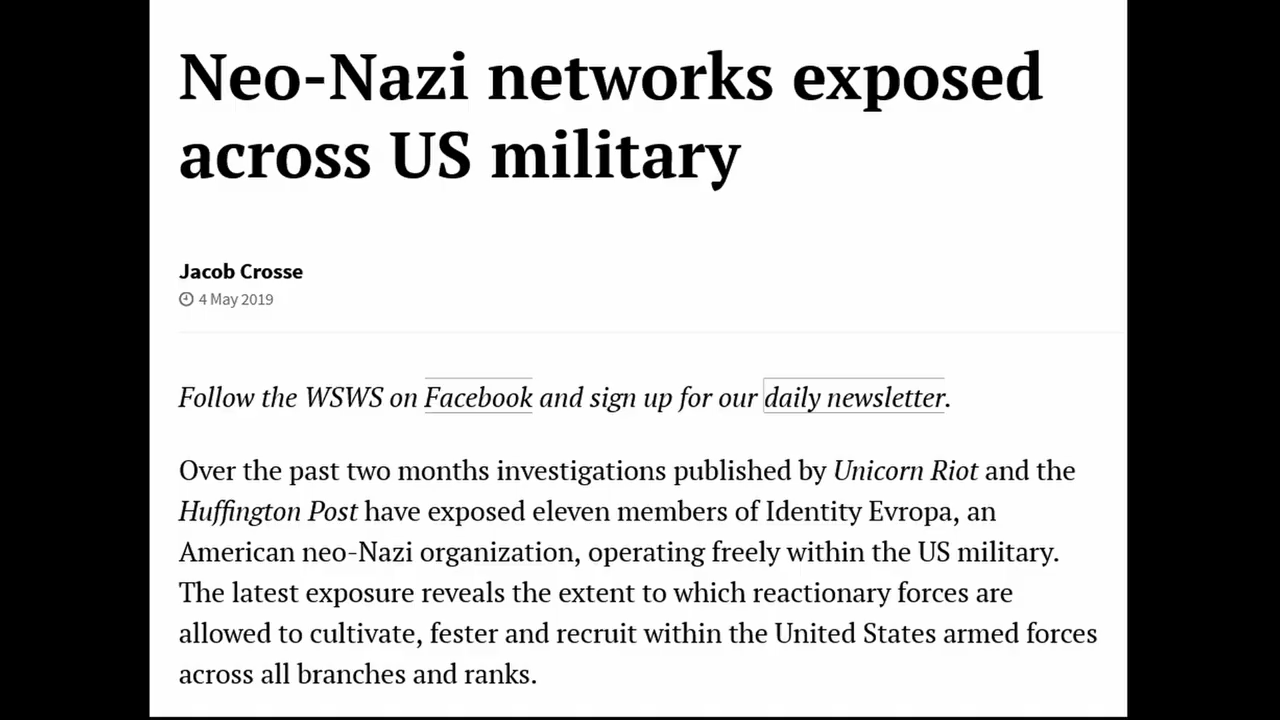 Neo-Nazi networks exposed
across US military
Jacob Crosse
4 May 2019
Follow the WSWS on Facebook and sign up for our daily newsletter.
Over the past two months investigations published by Unicorn Riot and the
Huffington Post have exposed eleven members of Identity Evropa, an
American neo-Nazi organization, operating freely within the US military.
The latest exposure reveals the extent to which reactionary forces are
allowed to cultivate, fester and recruit within the United States armed forces
across all branches and ranks.